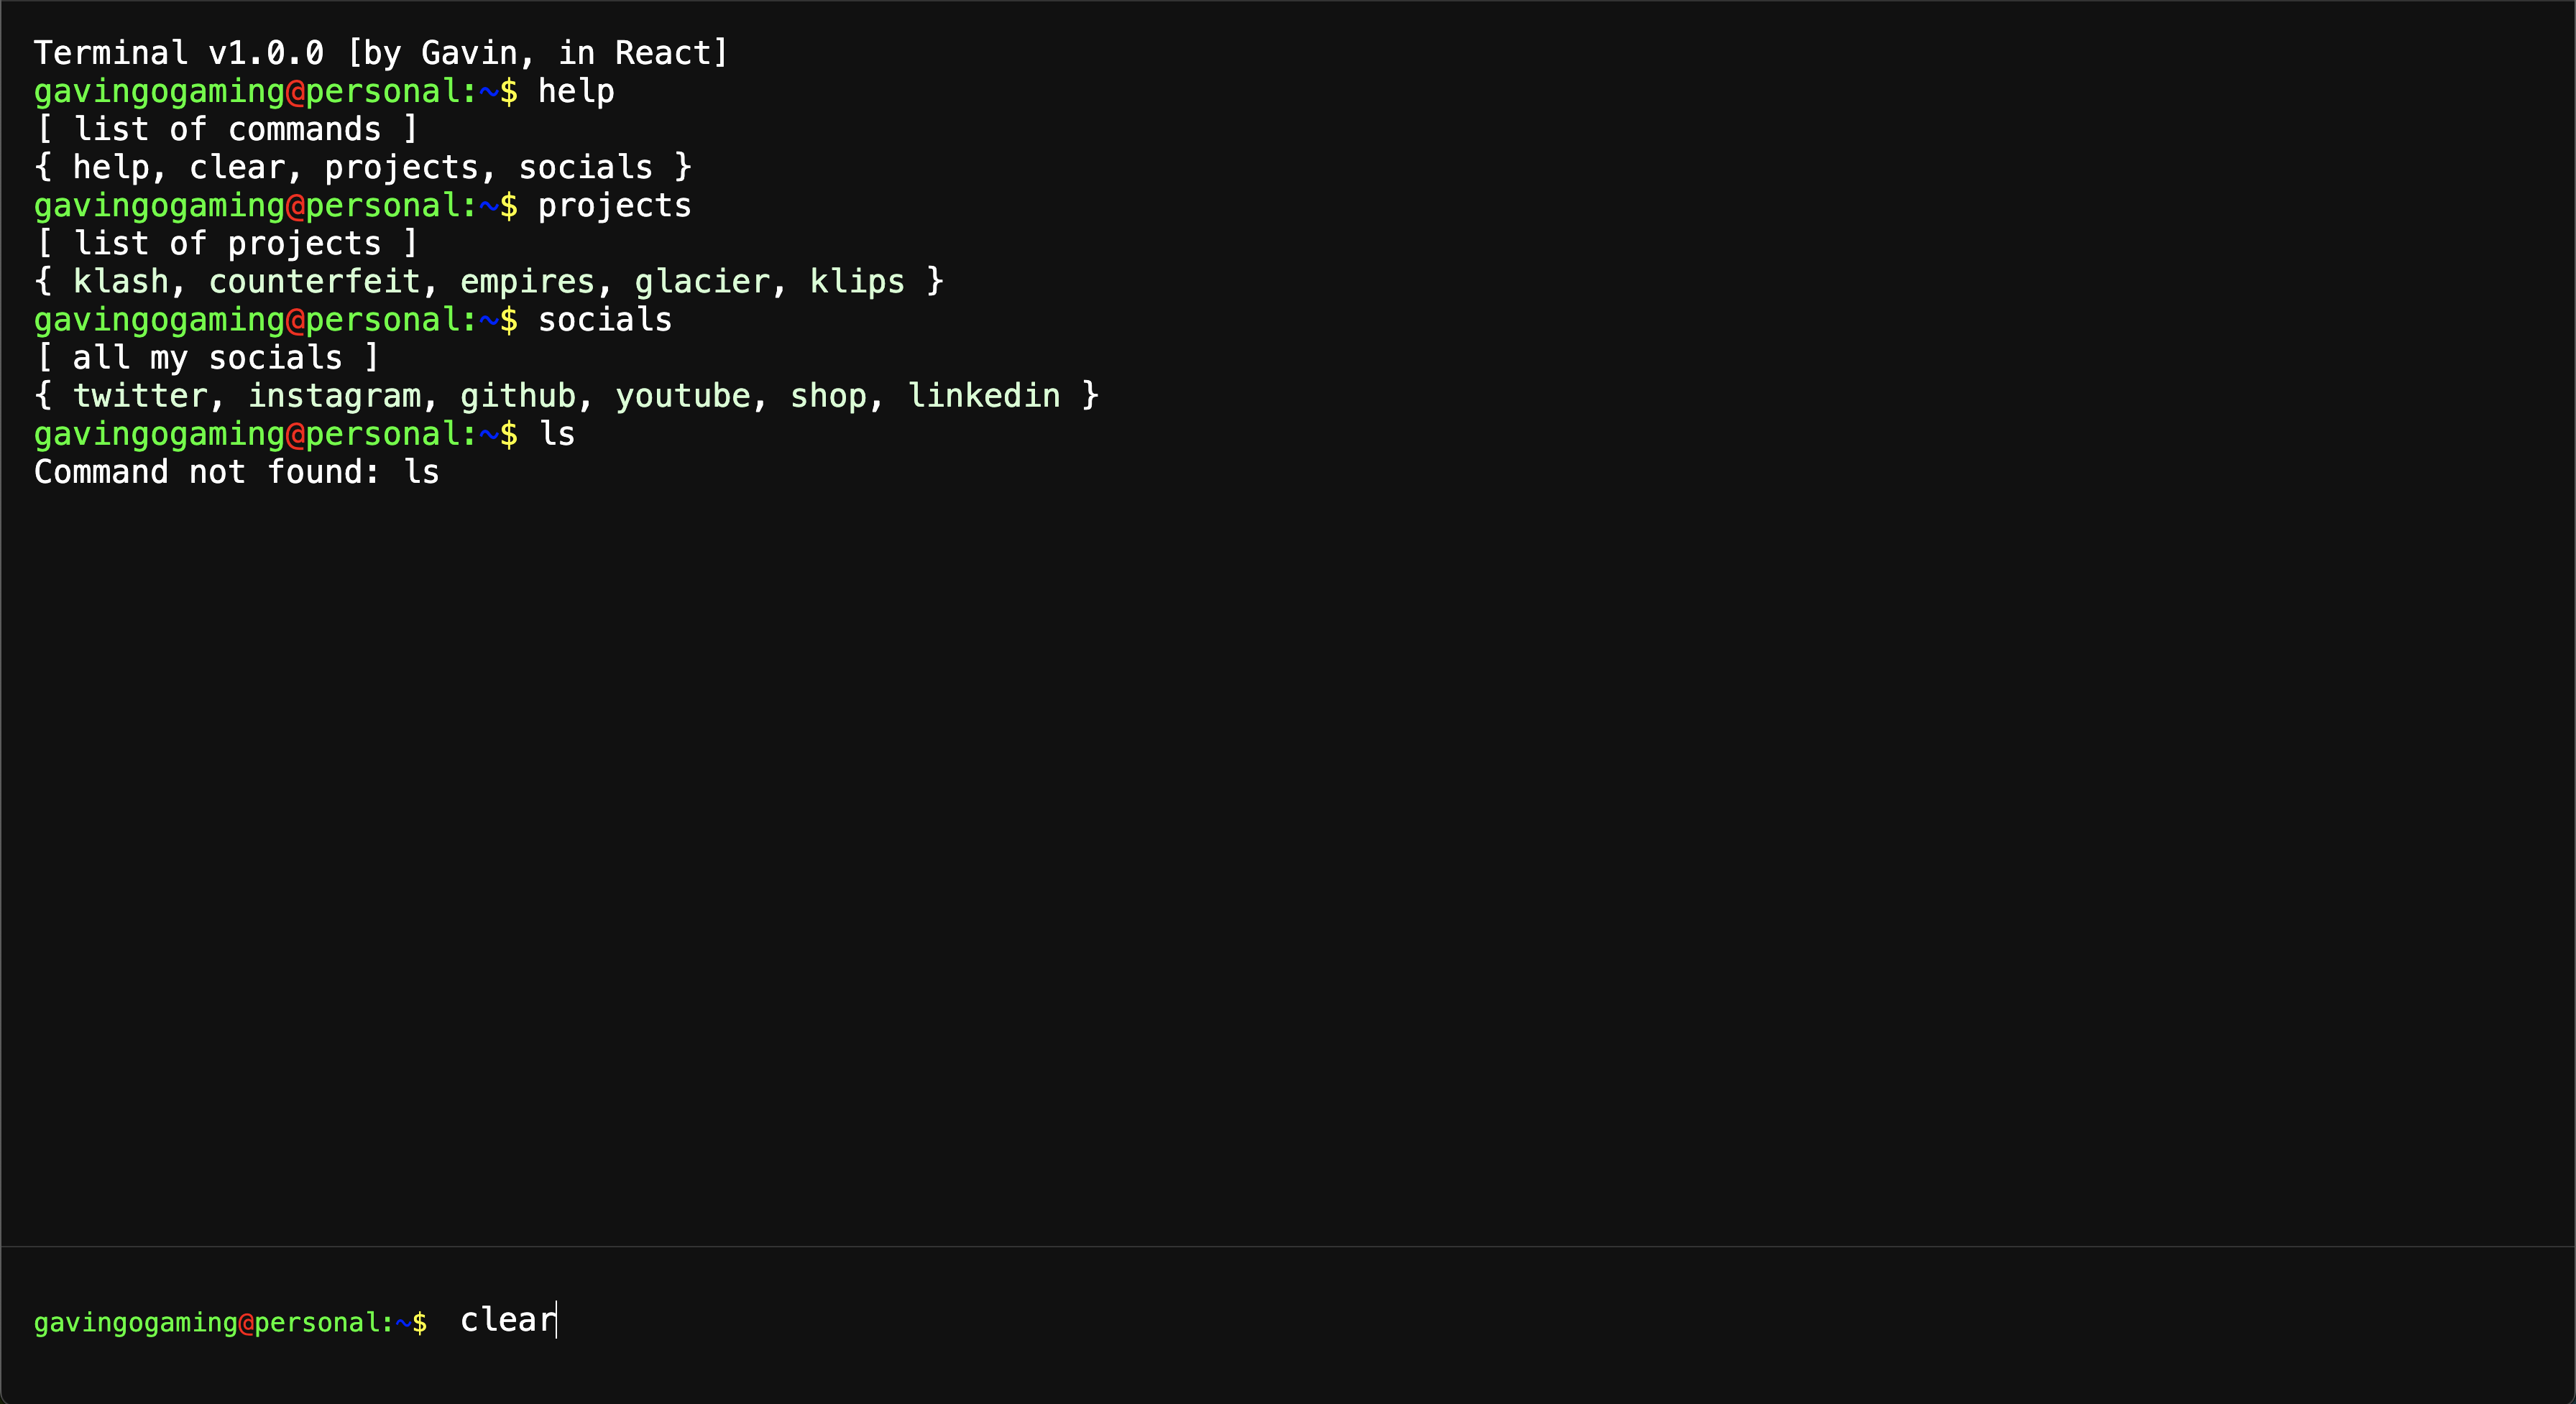 Terminal v1.0.0 [by Gavin, in React]
gavingogaming@personal:~$ help
[ list of commands ]
{ help, clear, projects, socials }
gavingogaming@personal:~$ projects
[ list of projects ]
{ klash, counterfeit, empires, glacier, klips }
gavingogaming@personal:~$ socials
[ all my socials ]
{ twitter, instagram, github, youtube, shop, linkedin }
gavingogaming@personal:~$ ls
Command not found: ls
gavingogaming@personal:~$ clear